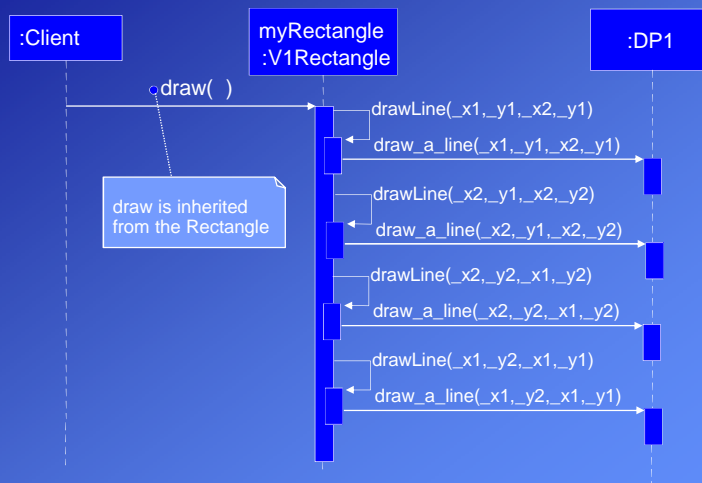 :Client
myRectangle
:V1Rectangle
:DP1
draw( )
drawLine(_x1,_y1,_x2,_y1)
draw_a_line(_x1,_y1,_x2,_y1)
draw is inherited
from the Rectangle
drawLine(_x2,_y1,_x2,_y2)
draw_a_line(_x2,_y1,_x2,_y2)
drawLine(_x2,_y2,_x1,_y2)
draw_a_line(_x2,_y2,_x1,_y2)
drawLine(_x1,_y2,_x1,_y1)
draw_a_line(_x1,_y2,_x1,_y1)